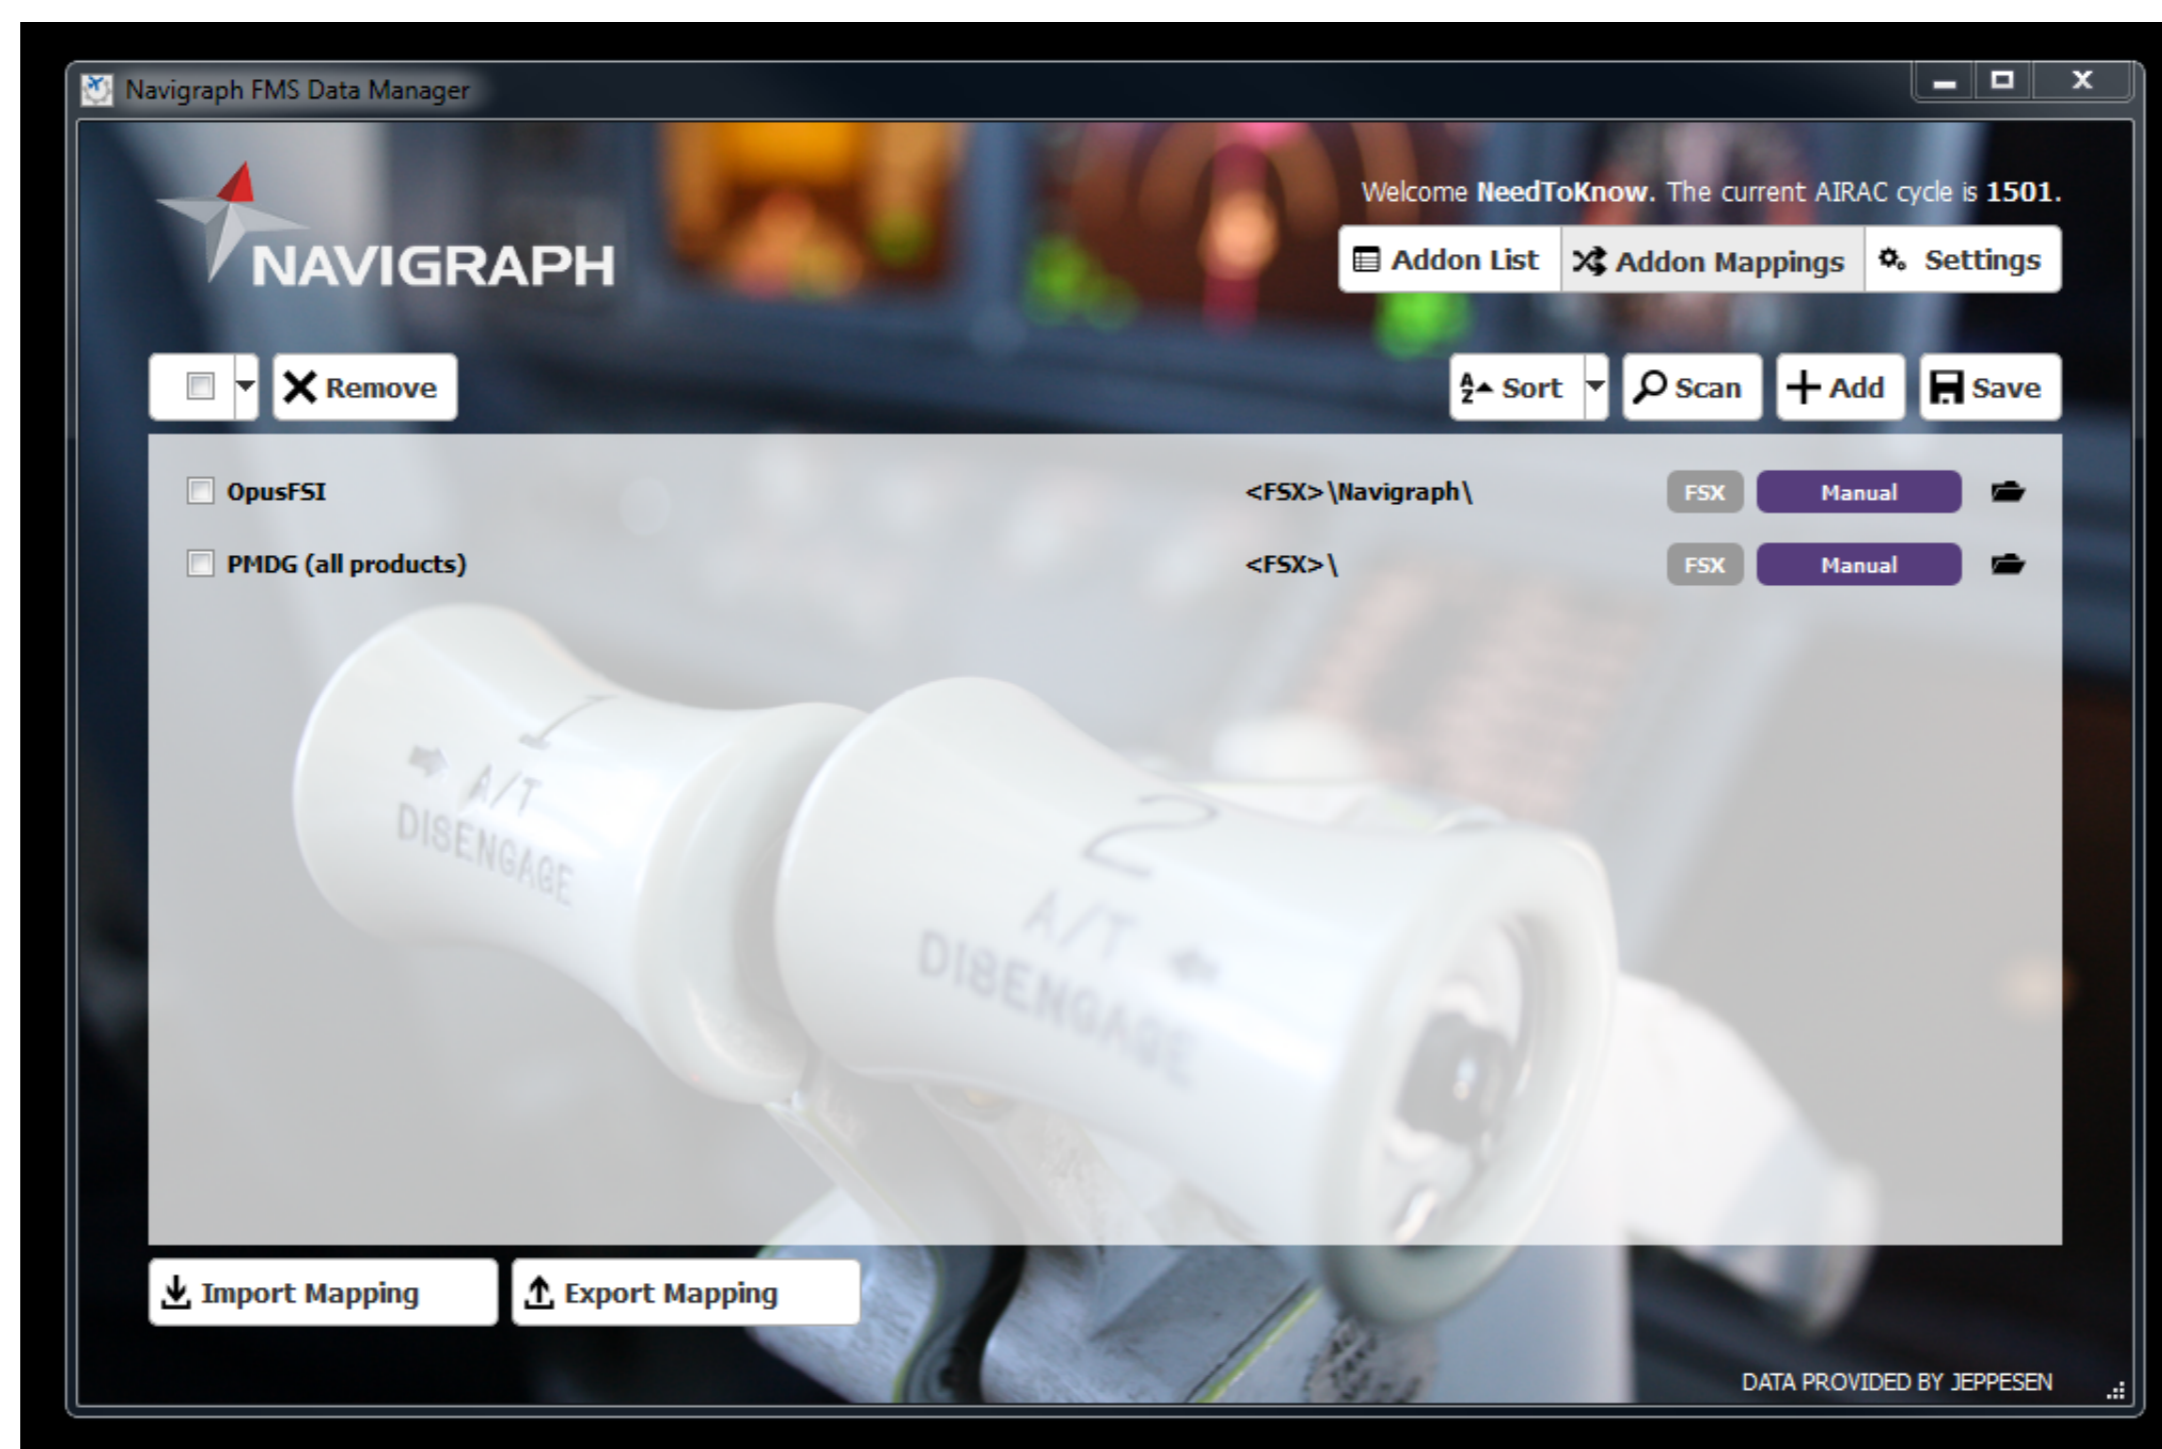 Navigraph FMS Data Manager
NAVIGRAPH
Welcome NeedToKnow. The current AIRAC cycle is 1501.
Addon List Addon Mappings Settings
Remove Sort Scan Add Save
OpusFSI <FSX>\Navigraph\ FSX Manual
PMDG (all products) <FSX>\ FSX Manual
1
A/T
DISENGAGE
2
A/T
DISENGAGE
Import Mapping Export Mapping
DATA PROVIDED BY JEPPESEN